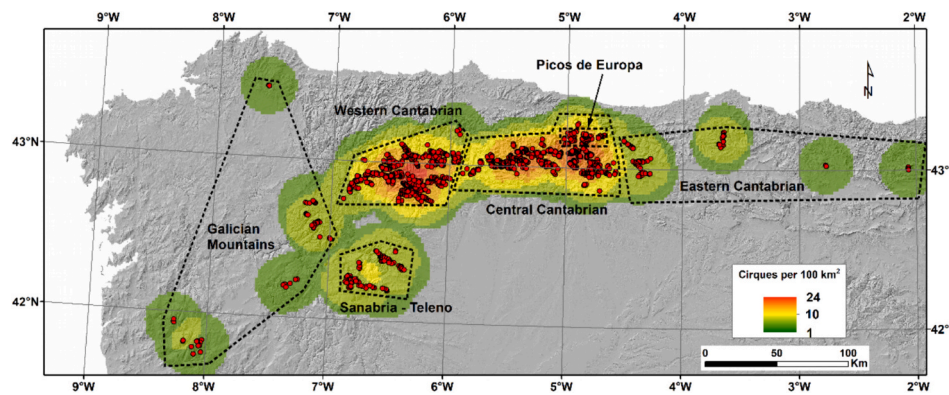 9°W 8°W 7°W 6°W 5°W 4°W 3°W 2°W
Picos de Europa
N
Western Cantabrian
43°N
43°
Eastern Cantabrian
Central Cantabrian
Galician
Mountains
Cirques per 100 km²
24
10
1
42°N
42°
Sanabria - Teleno
0 50 100
Km
9°W 8°W 7°W 6°W 5°W 4°W 3°W 2°W